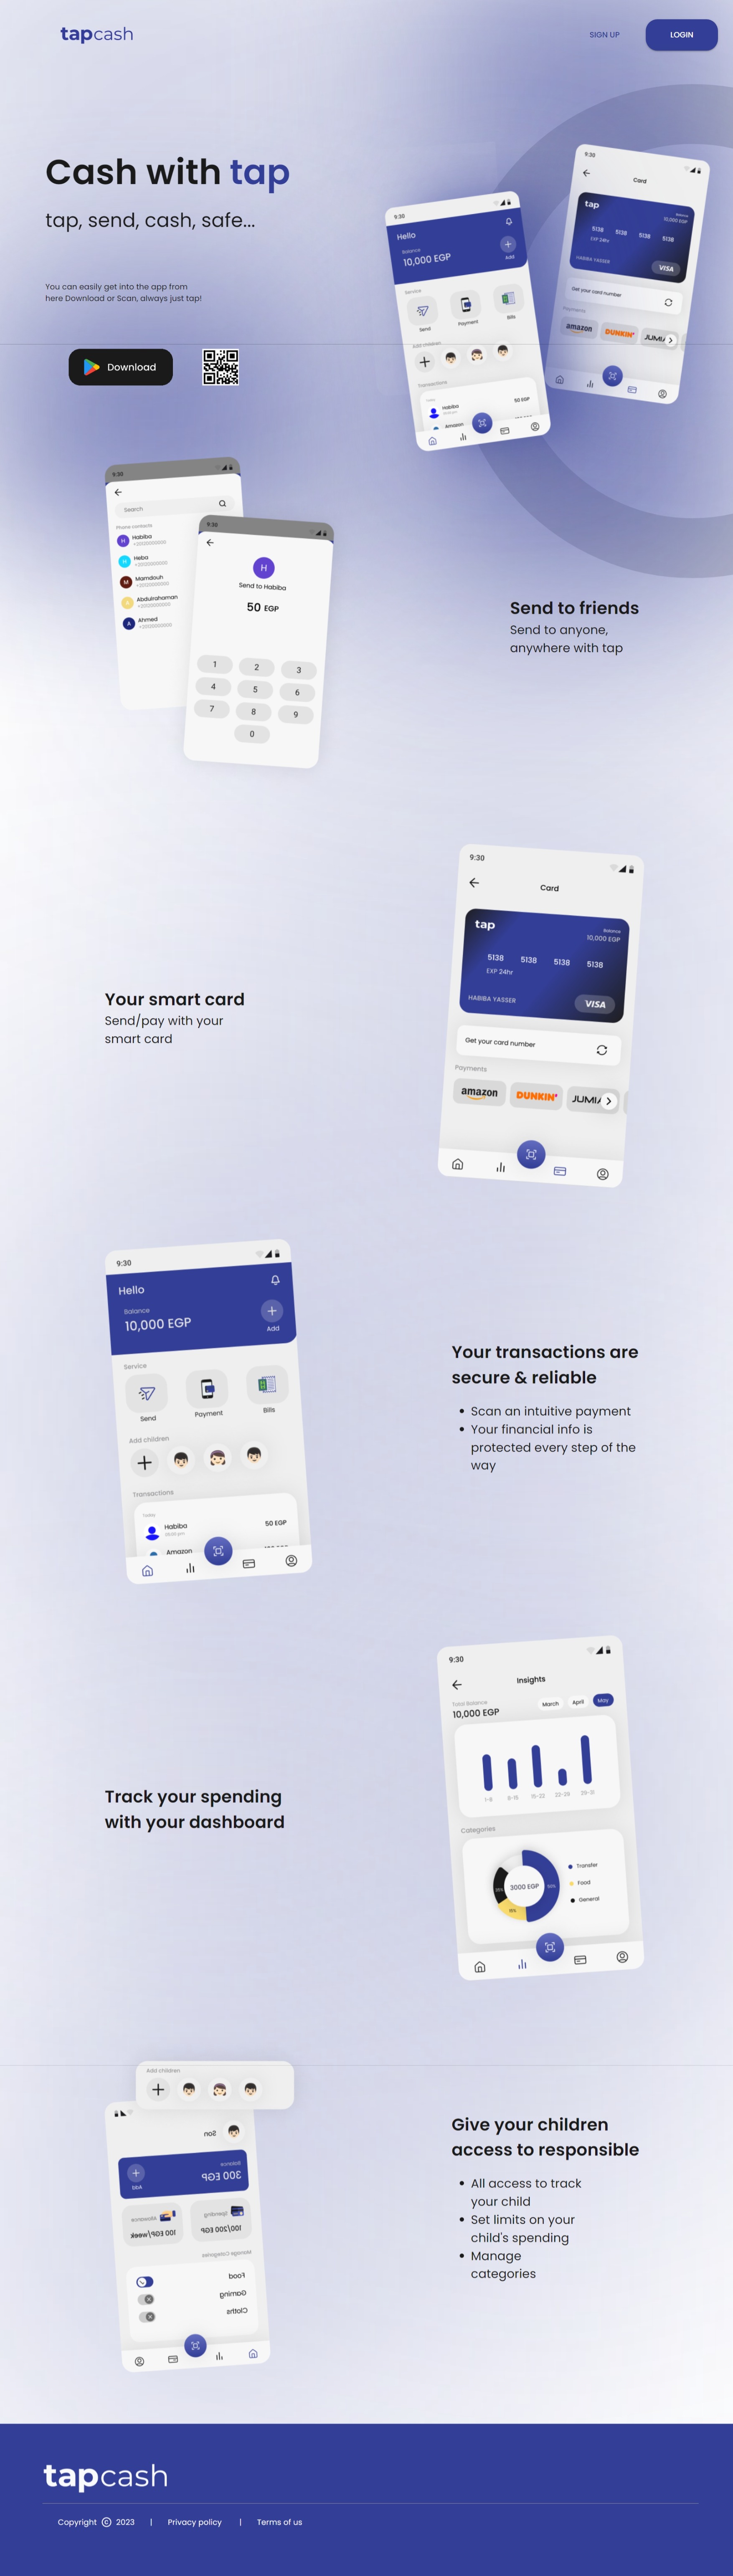 tapcash
SIGN UP
LOGIN
Cash with tap
tap, send, cash, safe...
You can easily get into the app from
here Download or Scan, always just tap!
Download
9:30
Hello
Balance
10,000 EGP
Add
Service
Send
Payment
Bills
Add children
Transactions
Habiba
50 EGP
Amazon
9:30
Card
tap
Balance
10,000 EGP
5138 5138 5138 5138
EXP 24hr
HABIBA YASSER
VISA
Get your card number
Payments
amazon
DUNKIN'
JUMIA
9:30
Search
Phone contacts
H Habiba
H Heba
M Mamdouh
Abdulrahman
A Ahmed
9:30
H
Send to Habiba
50 EGP
1 2 3
4 5 6
7 8 9
0
Send to friends
Send to anyone,
anywhere with tap
9:30
Card
tap
Balance
10,000 EGP
5138 5138 5138 5138
EXP 24hr
HABIBA YASSER
VISA
Get your card number
Payments
amazon
DUNKIN'
JUMIA
Your smart card
Send/pay with your
smart card
9:30
Hello
Balance
10,000 EGP
Add
Service
Send
Payment
Bills
Add children
Transactions
Today
Habiba
50 EGP
Amazon
Your transactions are
secure & reliable
• Scan an intuitive payment
• Your financial info is
protected every step of the
way
9:30
Insights
Total Balance
10,000 EGP
March April May
1-8 8-15 15-22 22-29 29-31
Categories
3000 EGP
50%
15%
Transfer
Food
General
Track your spending
with your dashboard
Add children
Son
Balance
300 EGP
Add
Spending
100/200 EGP
Allowance
100 EGP/week
Manage Categories
Food
Gaming
Cloths
Give your children
access to responsible
• All access to track
your child
• Set limits on your
child's spending
• Manage
categories
tapcash
Copyright © 2023 | Privacy policy | Terms of us